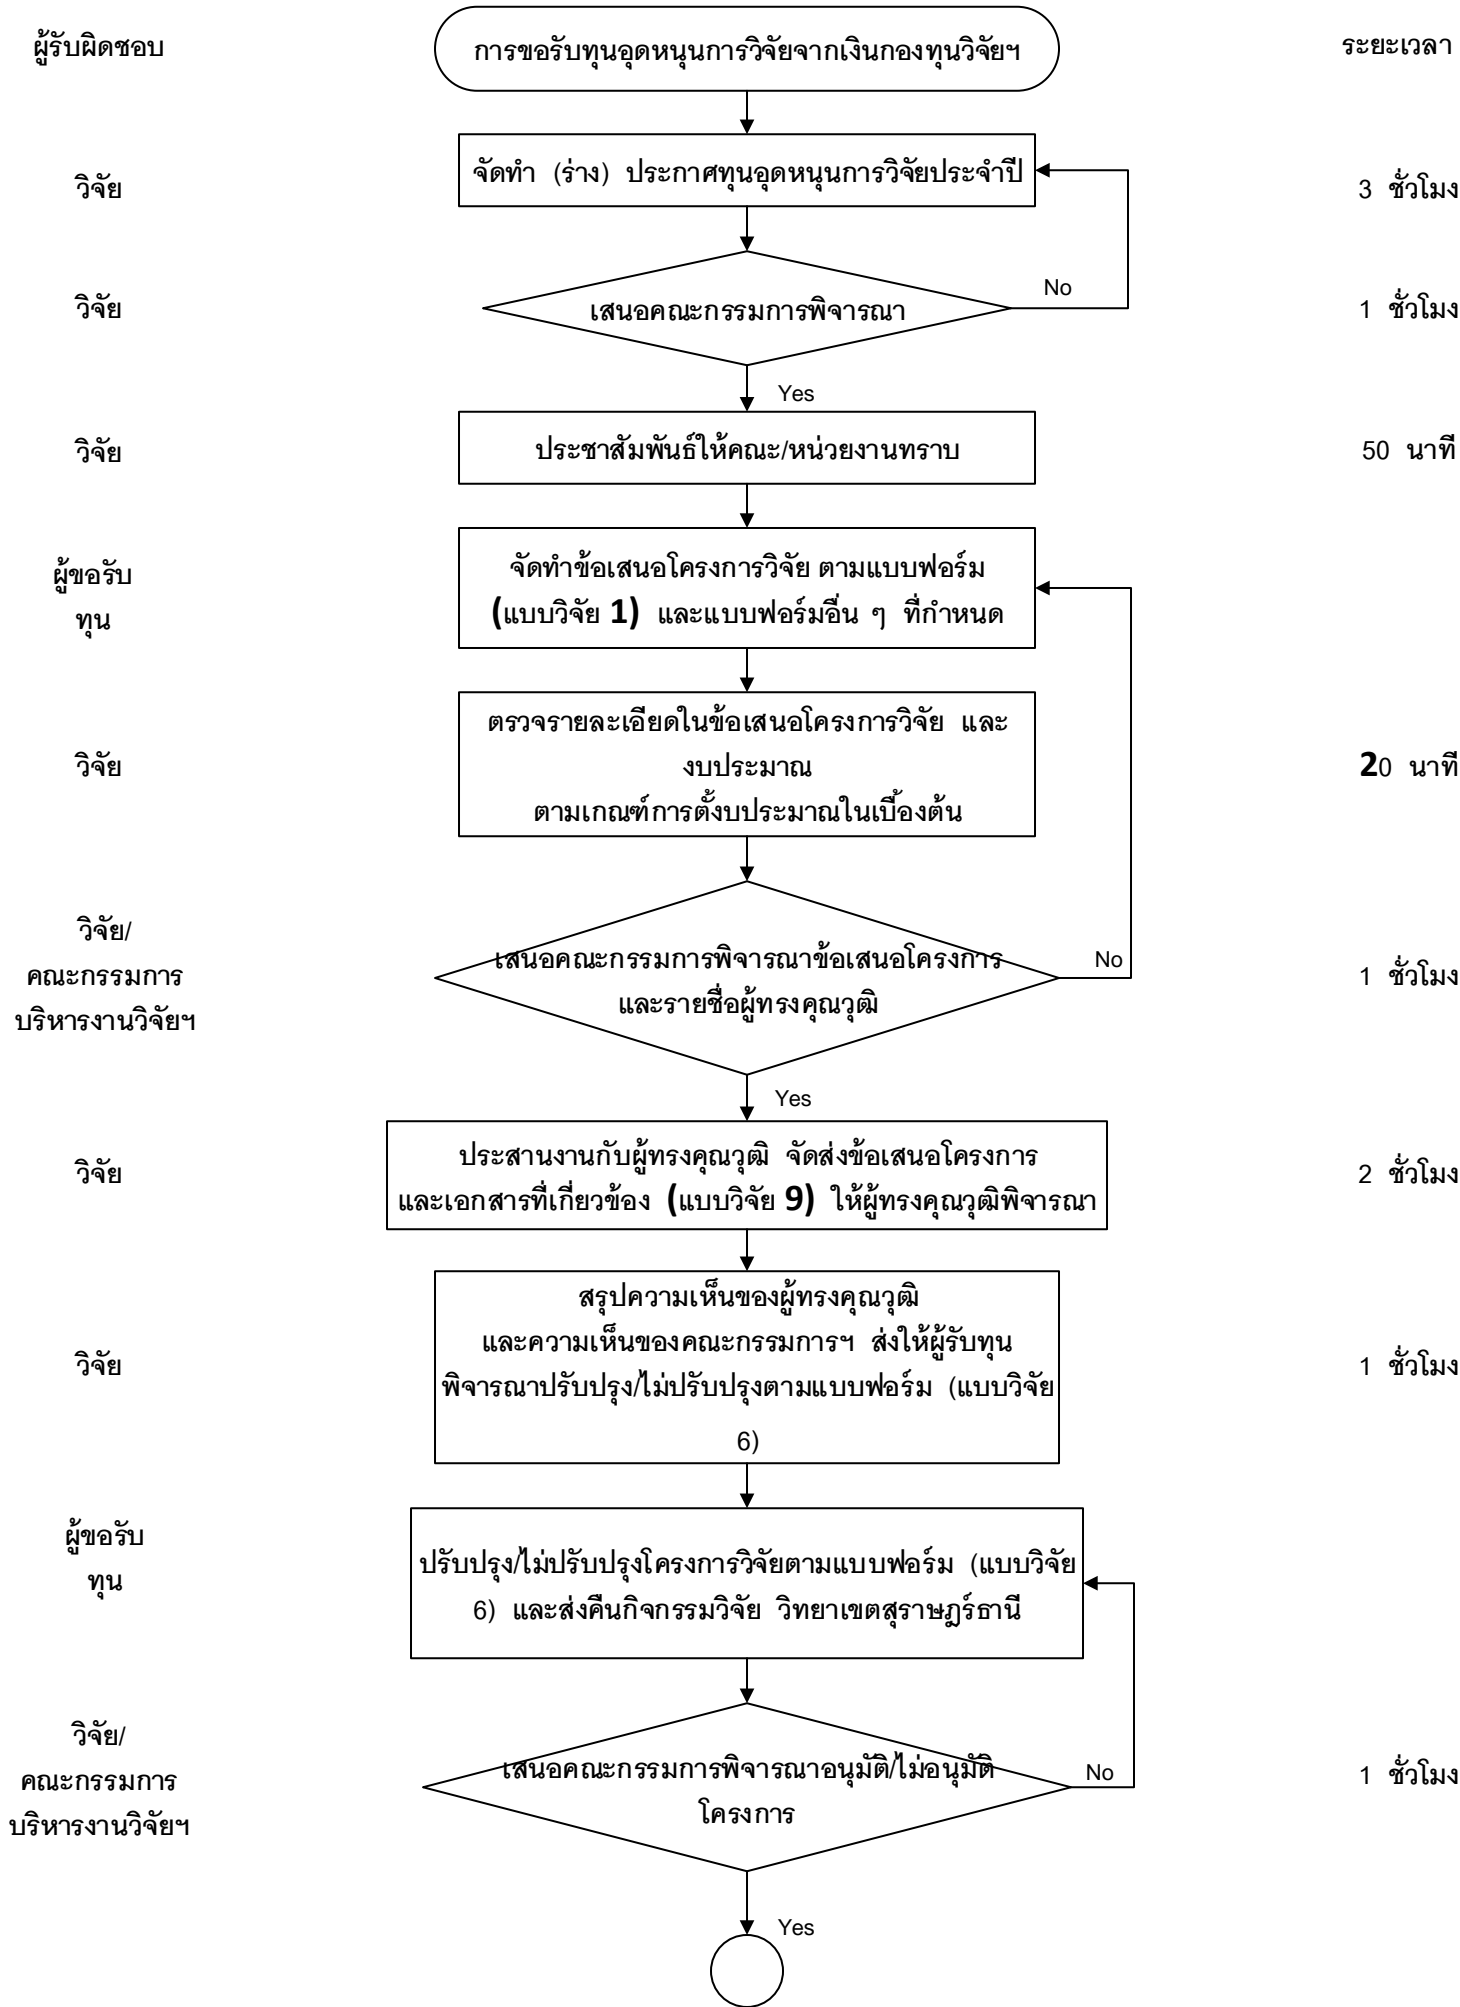 ผู้รับผิดชอบ
การขอรับทุนอุดหนุนการวิจัยจากเงินกองทุนวิจัยฯ
ระยะเวลา
วิจัย
จัดทำ (ร่าง) ประกาศทุนอุดหนุนการวิจัยประจำปี
3 ชั่วโมง
วิจัย
เสนอคณะกรรมการพิจารณา
No
1 ชั่วโมง
Yes
วิจัย
ประชาสัมพันธ์ให้คณะ/หน่วยงานทราบ
50 นาที
ผู้ขอรับ
ทุน
จัดทำข้อเสนอโครงการวิจัย ตามแบบฟอร์ม
(แบบวิจัย 1) และแบบฟอร์มอื่น ๆ ที่กำหนด
วิจัย
ตรวจรายละเอียดในข้อเสนอโครงการวิจัย และ
งบประมาณ
ตามเกณฑ์การตั้งบประมาณในเบื้องต้น
20 นาที
วิจัย/
คณะกรรมการ
บริหารงานวิจัยฯ
เสนอคณะกรรมการพิจารณาข้อเสนอโครงการ
และรายชื่อผู้ทรงคุณวุฒิ
No
1 ชั่วโมง
Yes
วิจัย
ประสานงานกับผู้ทรงคุณวุฒิ จัดส่งข้อเสนอโครงการ
และเอกสารที่เกี่ยวข้อง (แบบวิจัย 9) ให้ผู้ทรงคุณวุฒิพิจารณา
2 ชั่วโมง
วิจัย
สรุปความเห็นของผู้ทรงคุณวุฒิ
และความเห็นของคณะกรรมการฯ ส่งให้ผู้รับทุน
พิจารณาปรับปรุง/ไม่ปรับปรุงตามแบบฟอร์ม (แบบวิจัย
6)
1 ชั่วโมง
ผู้ขอรับ
ทุน
ปรับปรุง/ไม่ปรับปรุงโครงการวิจัยตามแบบฟอร์ม (แบบวิจัย
6) และส่งคืนกิจกรรมวิจัย วิทยาเขตสุราษฎร์ธานี
วิจัย/
คณะกรรมการ
บริหารงานวิจัยฯ
เสนอคณะกรรมการพิจารณาอนุมัติ/ไม่อนุมัติ
โครงการ
No
1 ชั่วโมง
Yes